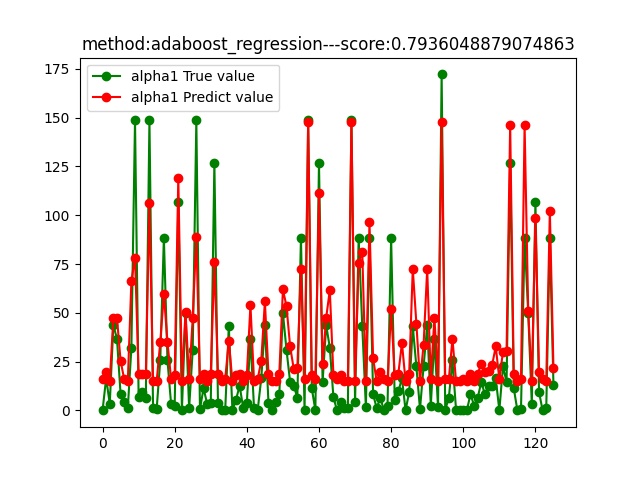 method:adaboost_regression---score:0.7936048879074863
alpha1 True value
alpha1 Predict value
175
150
125
100
75
50
25
0
0 20 40 60 80 100 120